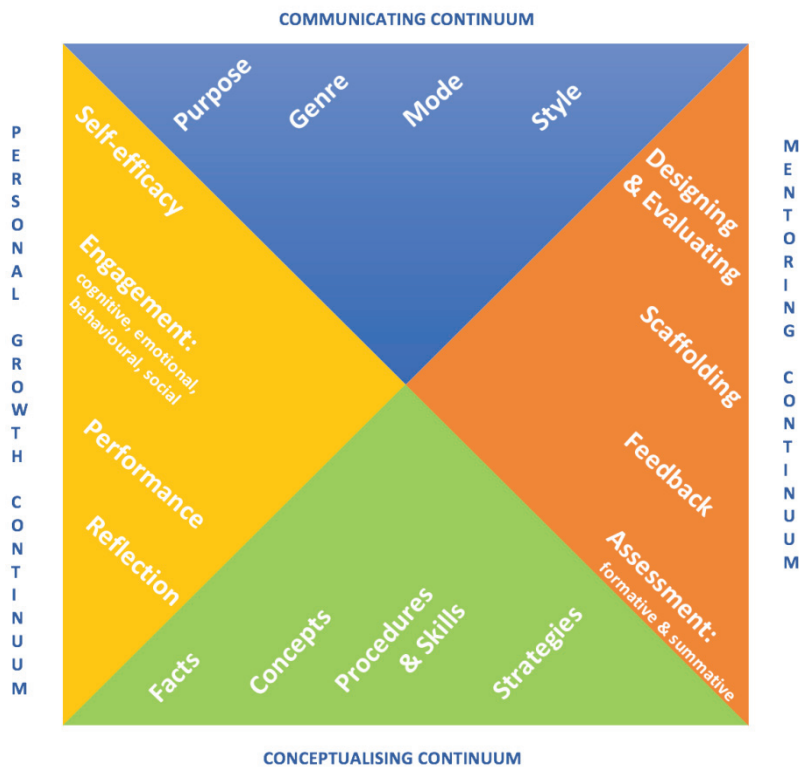 COMMUNICATING CONTINUUM
PERSONAL GROWTH CONTINUUM
Purpose
Genre
Mode
Style
Self-efficacy
Engagement:
cognitive, emotional,
behavioural, social
Performance
Reflection
Designing
& Evaluating
Scaffolding
Feedback
Assessment:
formative & summative
Facts
Concepts
Procedures
& Skills
Strategies
MENTORING CONTINUUM
CONCEPTUALISING CONTINUUM